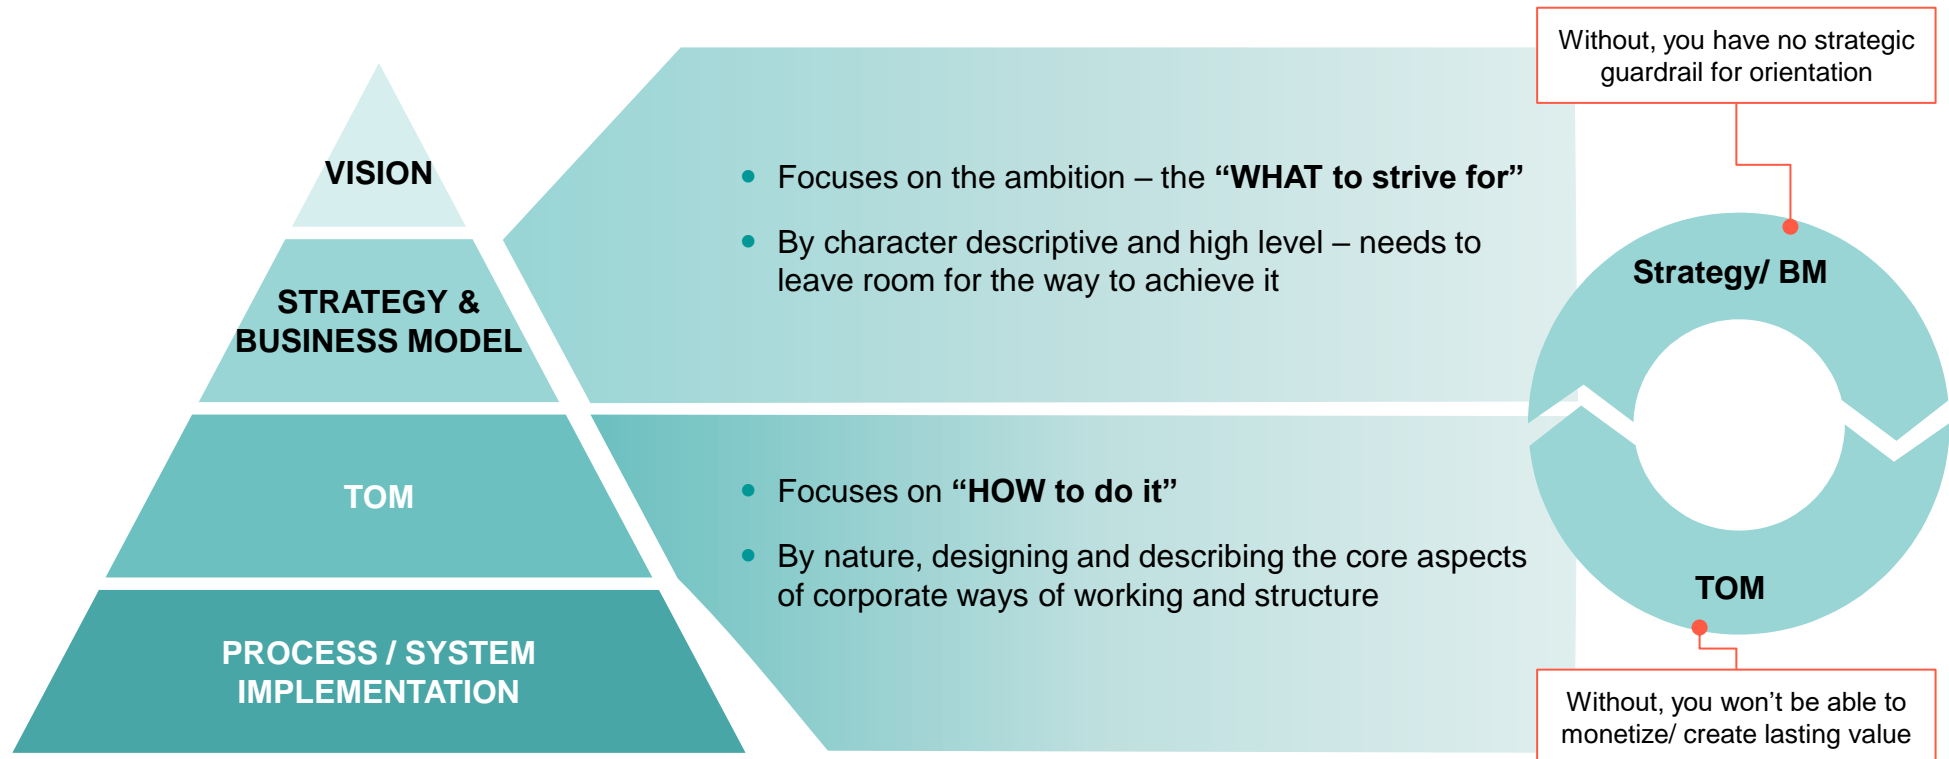 VISION
STRATEGY &
BUSINESS MODEL
TOM
PROCESS / SYSTEM
IMPLEMENTATION
• Focuses on the ambition – the “WHAT to strive for”
• By character descriptive and high level – needs to
leave room for the way to achieve it
• Focuses on “HOW to do it”
• By nature, designing and describing the core aspects
of corporate ways of working and structure
Without, you have no strategic
guardrail for orientation
Strategy/ BM
TOM
Without, you won’t be able to
monetize/ create lasting value